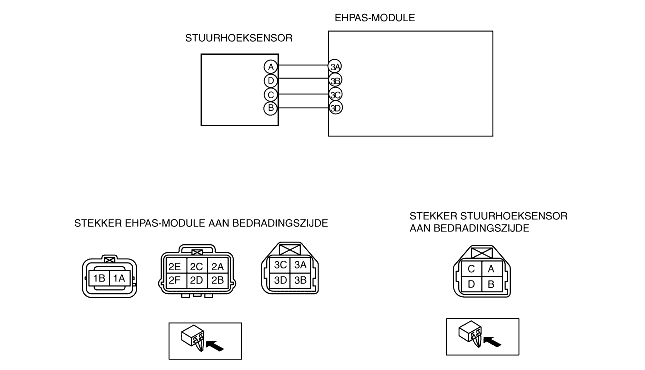 EHPAS-MODULE
STUURHOEKSENSOR
A 3A
D 3B
C 3C
B 3D
STEKKER EHPAS-MODULE AAN BEDRADINGSZIJDE
STEKKER STUURHOEKSENSOR
AAN BEDRADINGSZIJDE
1B 1A
2E 2C 2A
2F 2D 2B
3C 3A
3D 3B
C A
D B